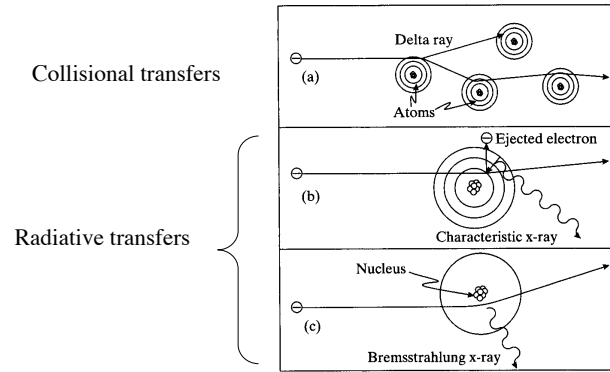 Collisional transfers
Delta ray
(a)
Atoms
Radiative transfers
Ejected electron
(b)
Characteristic x-ray
Nucleus
(c)
Bremsstrahlung x-ray